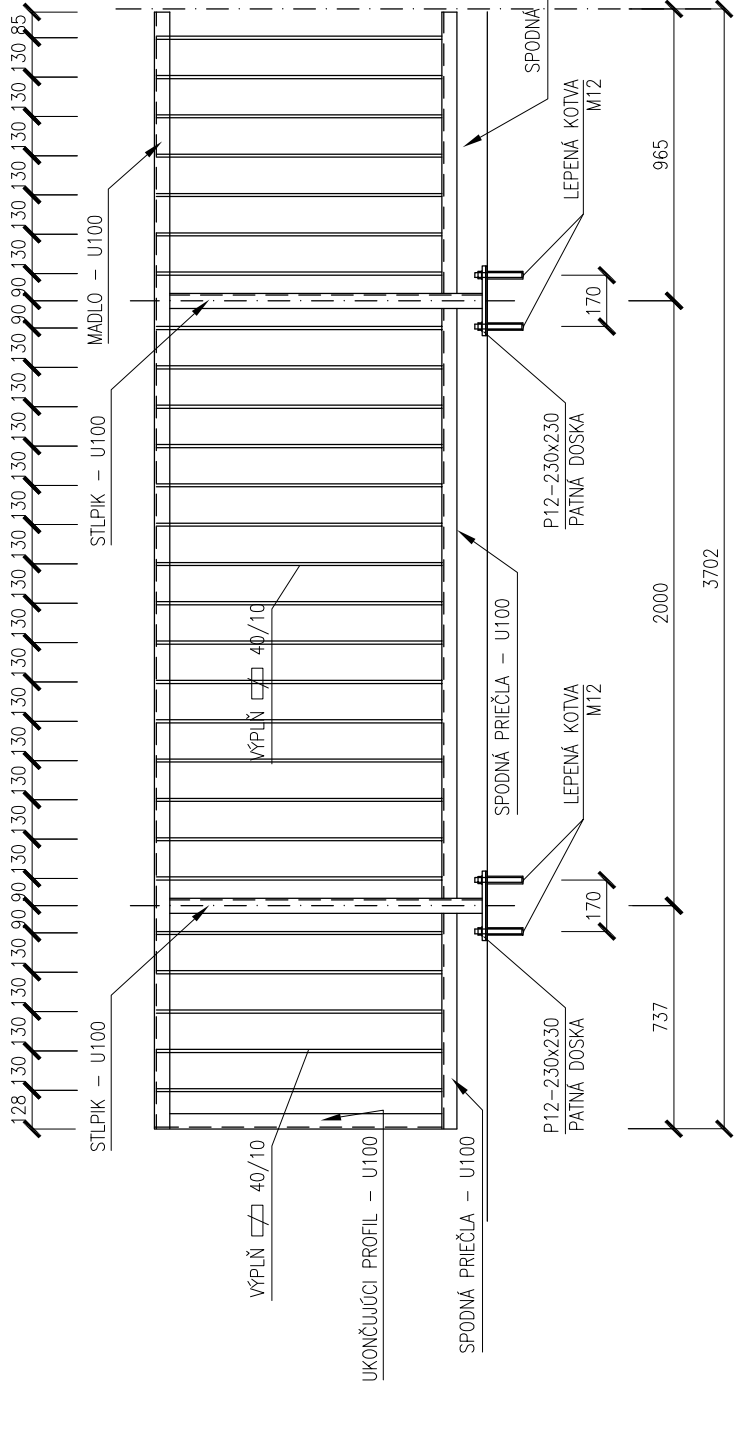 128 130 130 130 130 90 90 130 130 130 130 130 130 130 130 130 130 130 130 130 130 90 90 130 130 130 130 130 130 85
STLPIK – U100
STLPIK – U100
MADLO – U100
VÝPLŇ 40/10
VÝPLŇ 40/10
UKONČUJÚCI PROFIL – U100
SPODNÁ PRIEČLA – U100
SPODNÁ PRIEČLA – U100
SPODNÁ
P12–230x230
PATNÁ DOSKA
LEPENÁ KOTVA
M12
P12–230x230
PATNÁ DOSKA
LEPENÁ KOTVA
M12
170
170
737
2000
965
3702